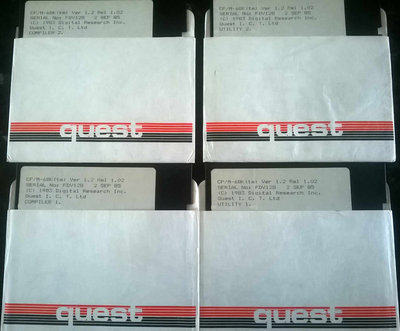 CP/M-68K(tm) Ver 1.2 Rel 1.02
SERIAL No: FDV128 2 SEP 85
(C) 1983 Digital Research Inc.
Quest I. C. T. Ltd
COMPILER 2.
quest
CP/M-68K(tm) Ver 1.2 Rel 1.02
SERIAL No: FDV128 2 SEP 85
(C) 1983 Digital Research Inc.
Quest I. C. T. Ltd
UTILITY 2.
quest
CP/M-68K(tm) Ver 1.2 Rel 1.02
SERIAL No: FDV128 2 SEP 85
(C) 1983 Digital Research Inc.
Quest I. C. T. Ltd
COMPILER 1.
quest
CP/M-68K(tm) Ver 1.2 Rel 1.02
SERIAL No: FDV128 2 SEP 85
(C) 1983 Digital Research Inc.
Quest I. C. T. Ltd
UTILITY 1.
quest